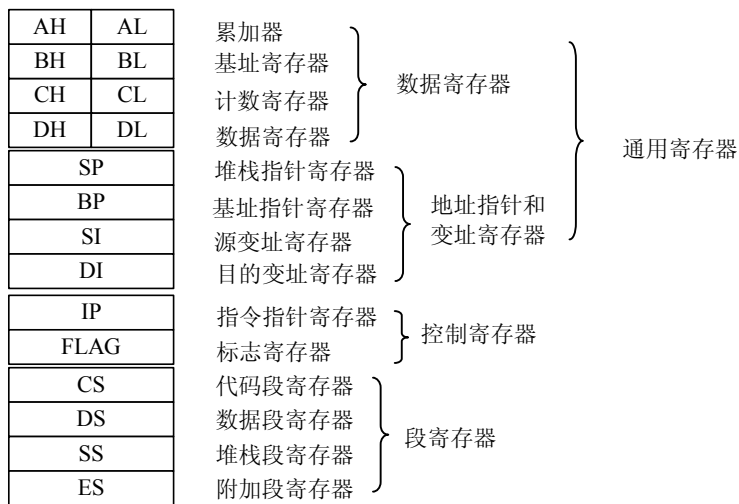 AH AL 累加器
BH BL 基址寄存器
CH CL 计数寄存器
数据寄存器
DH DL 数据寄存器
通用寄存器
SP 堆栈指针寄存器
BP 基址指针寄存器
地址指针和
SI 源变址寄存器
变址寄存器
DI 目的变址寄存器
IP 指令指针寄存器
控制寄存器
FLAG 标志寄存器
CS 代码段寄存器
DS 数据段寄存器
段寄存器
SS 堆栈段寄存器
ES 附加段寄存器